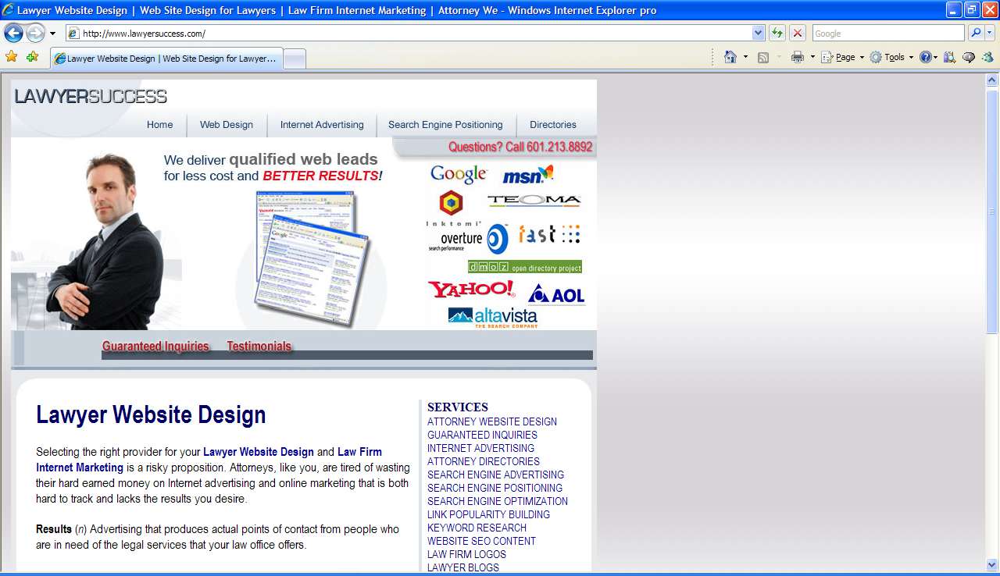 Lawyer Website Design | Web Site Design for Lawyers | Law Firm Internet Marketing | Attorney We - Windows Internet Explorer pro
http://www.lawyersuccess.com/
Google
Lawyer Website Design | Web Site Design for Lawyer...
Page
Tools
LAWYERSUCCESS
Home
Web Design
Internet Advertising
Search Engine Positioning
Directories
Questions? Call 601.213.8892
We deliver qualified web leads
for less cost and BETTER RESULTS!
Google
msn
TEOMA
Inktomi
overture
search performance
fast
dmoz open directory project
YAHOO!
AOL
altavista
THE SEARCH COMPANY
YAHOO!
Google
Guaranteed Inquiries
Testimonials
Lawyer Website Design
Selecting the right provider for your Lawyer Website Design and Law Firm
Internet Marketing is a risky proposition. Attorneys, like you, are tired of wasting
their hard earned money on Internet advertising and online marketing that is both
hard to track and lacks the results you desire.
Results (n) Advertising that produces actual points of contact from people who
are in need of the legal services that your law office offers.
SERVICES
ATTORNEY WEBSITE DESIGN
GUARANTEED INQUIRIES
INTERNET ADVERTISING
ATTORNEY DIRECTORIES
SEARCH ENGINE ADVERTISING
SEARCH ENGINE POSITIONING
SEARCH ENGINE OPTIMIZATION
LINK POPULARITY BUILDING
KEYWORD RESEARCH
WEBSITE SEO CONTENT
LAW FIRM LOGOS
LAWYER BLOGS